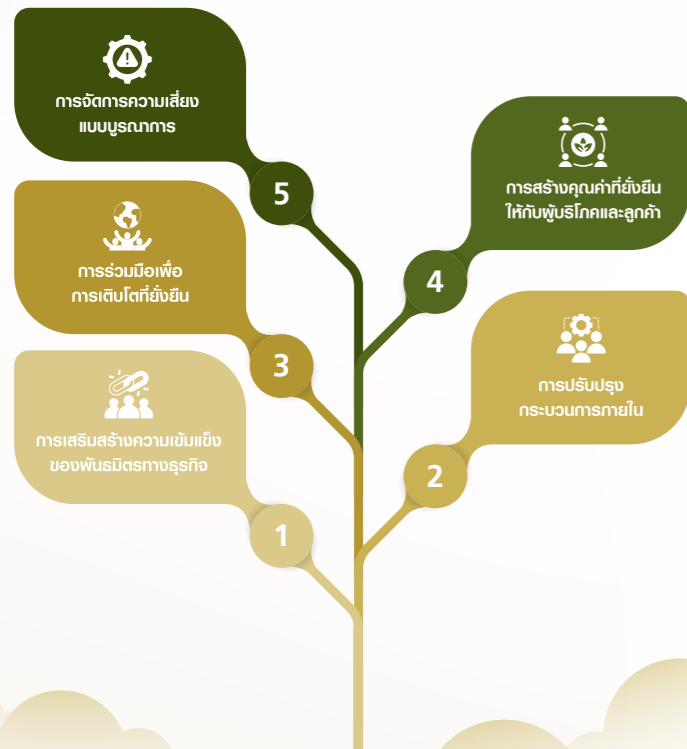 การจัดการความเสี่ยง
แบบบูรณาการ
5
การสร้างคุณค่าที่ยั่งยืน
ให้กับผู้บริโภคและลูกค้า
4
การร่วมมือเพื่อ
การเติบโตที่ยั่งยืน
3
การปรับปรุง
กระบวนการภายใน
2
การเสริมสร้างความเข้มแข็ง
ของพันธมิตรทางธุรกิจ
1